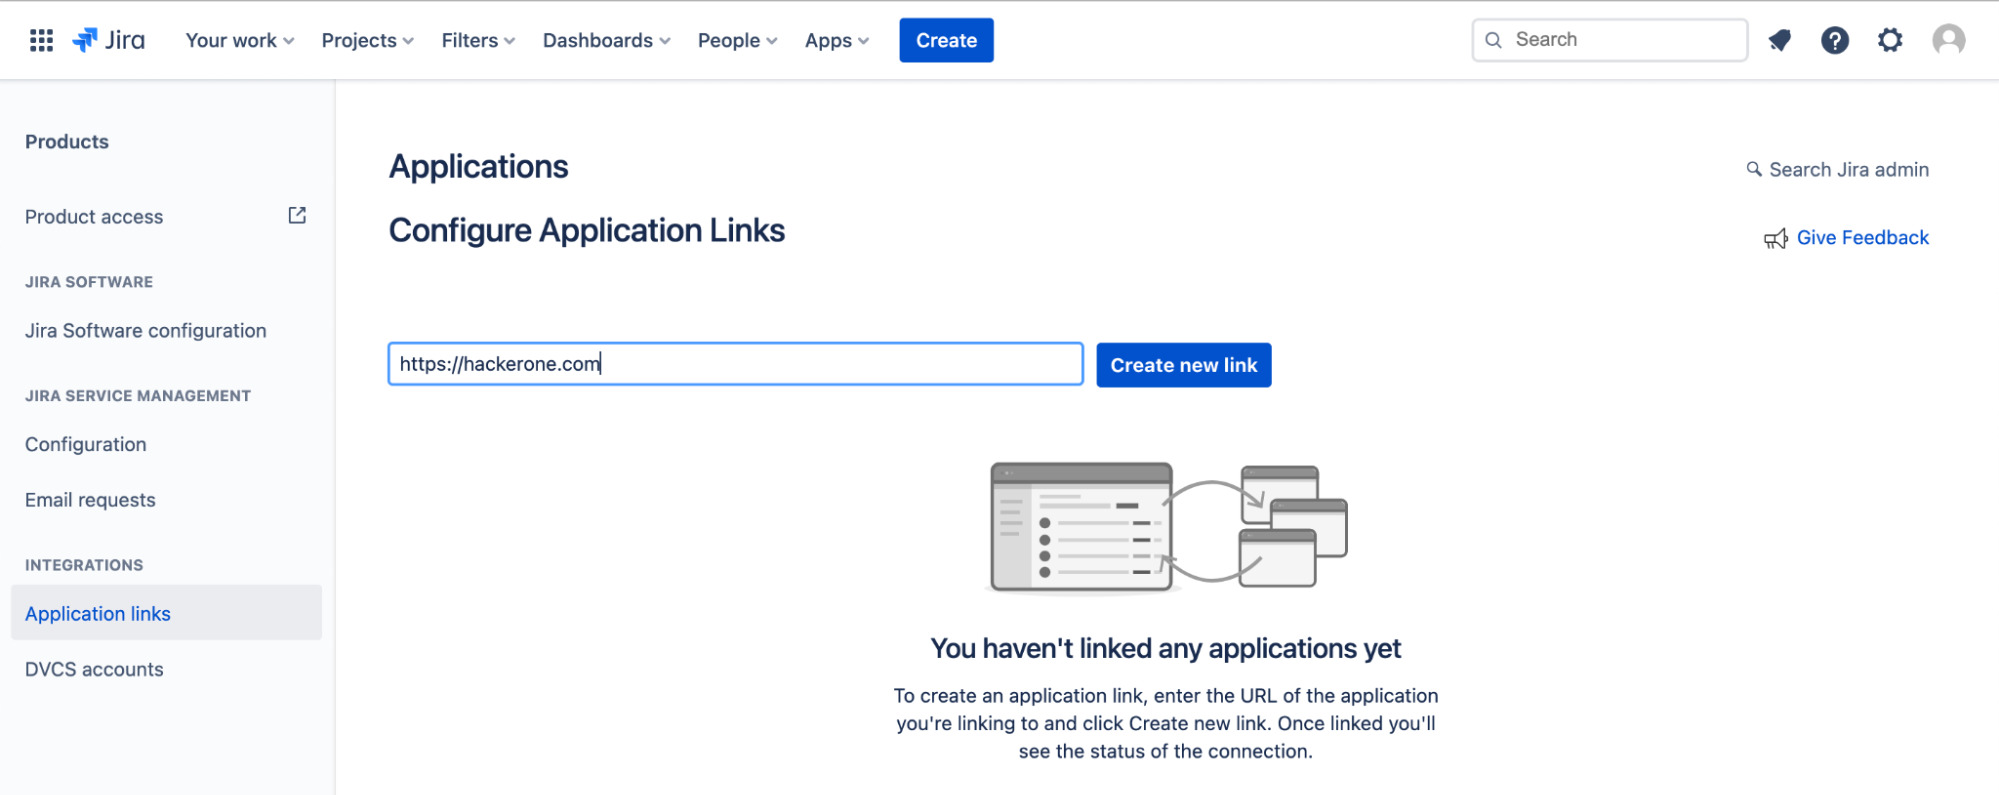 Jira Your work Projects Filters Dashboards People Apps Create Search
Products
Product access
JIRA SOFTWARE
Jira Software configuration
JIRA SERVICE MANAGEMENT
Configuration
Email requests
INTEGRATIONS
Application links
DVCS accounts
Applications
Search Jira admin
Configure Application Links
Give Feedback
https://hackerone.com
Create new link
You haven't linked any applications yet
To create an application link, enter the URL of the application
you're linking to and click Create new link. Once linked you'll
see the status of the connection.